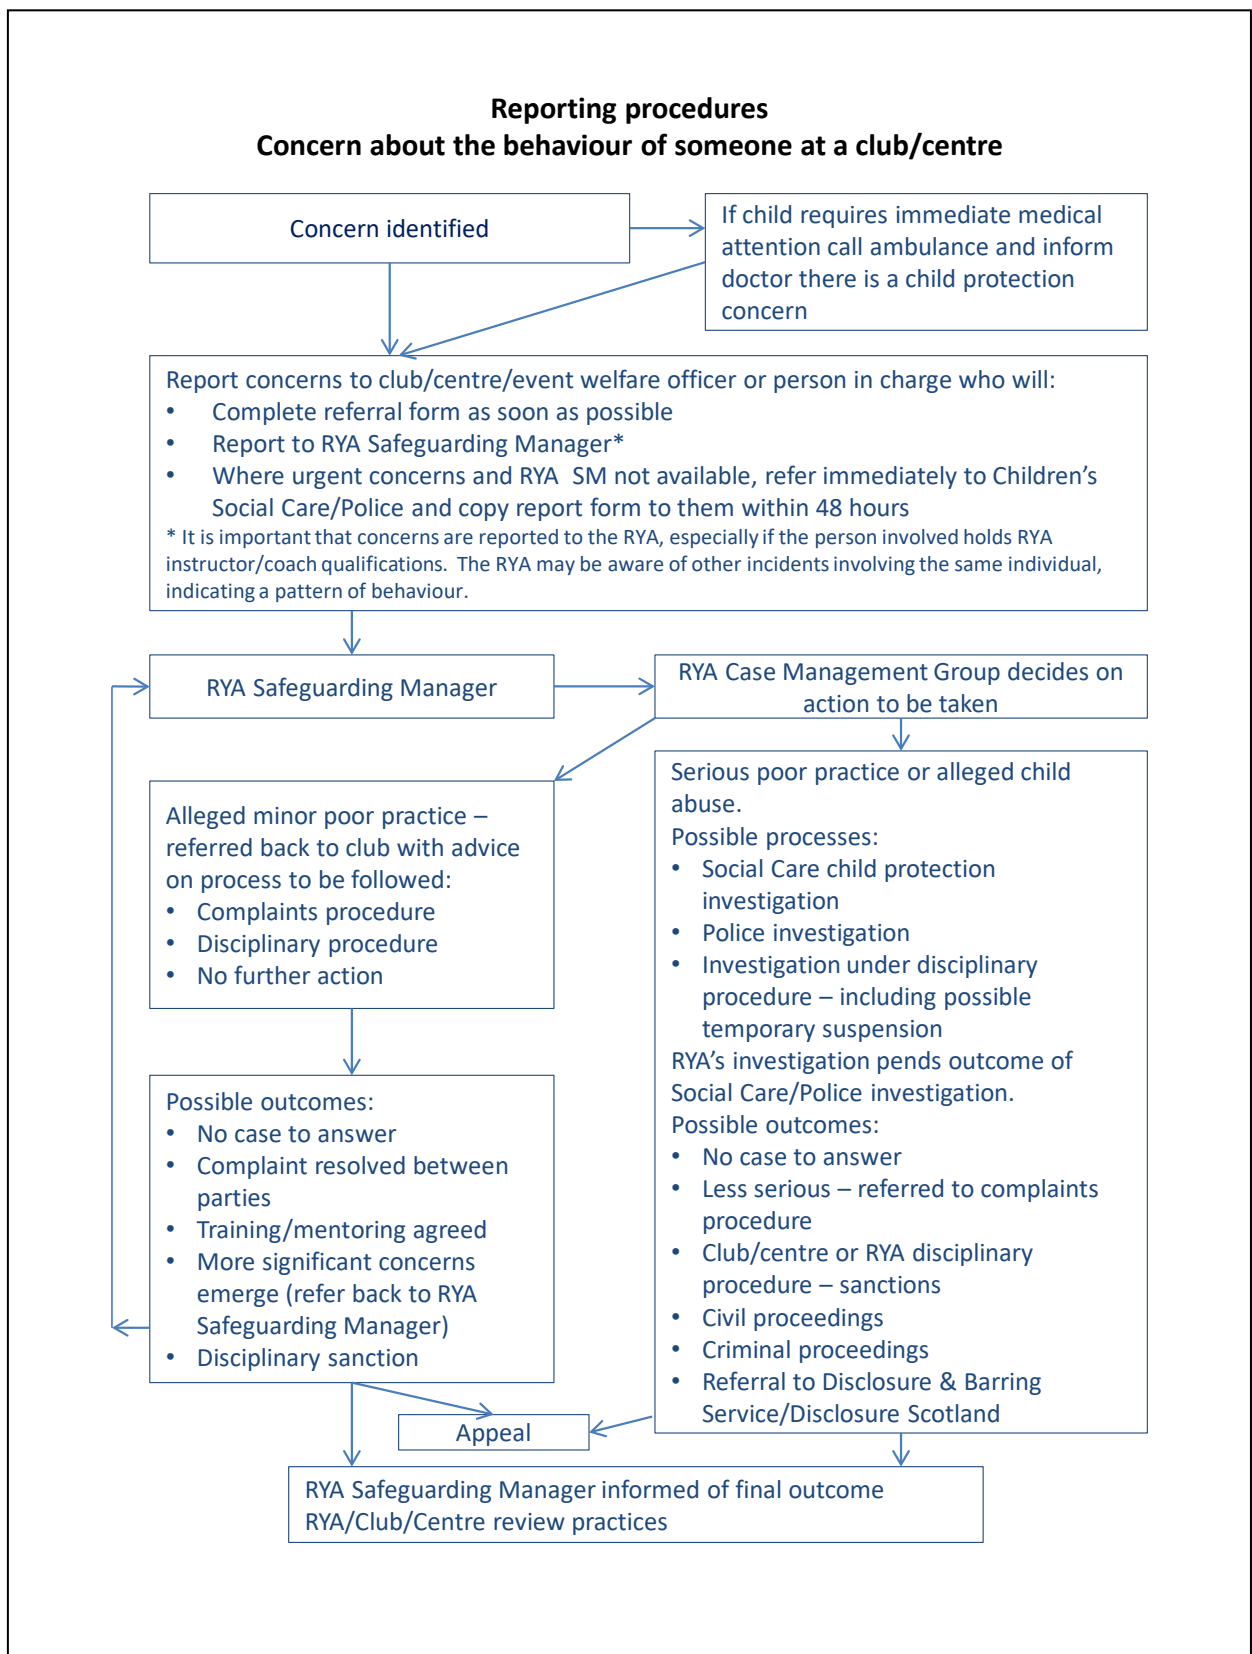 Reporting procedures
Concern about the behaviour of someone at a club/centre
Concern identified
If child requires immediate medical
attention call ambulance and inform
doctor there is a child protection
concern
Report concerns to club/centre/event welfare officer or person in charge who will:
• Complete referral form as soon as possible
• Report to RYA Safeguarding Manager*
• Where urgent concerns and RYA  SM not available, refer immediately to Children's
Social Care/Police and copy report form to them within 48 hours
* It is important that concerns are reported to the RYA, especially if the person involved holds RYA
instructor/coach qualifications.  The RYA may be aware of other incidents involving the same individual,
indicating a pattern of behaviour.
RYA Safeguarding Manager
RYA Case Management Group decides on
action to be taken
Alleged minor poor practice –
referred back to club with advice
on process to be followed:
• Complaints procedure
• Disciplinary procedure
• No further action
Serious poor practice or alleged child
abuse.
Possible processes:
• Social Care child protection
investigation
• Police investigation
• Investigation under disciplinary
procedure – including possible
temporary suspension
RYA's investigation pends outcome of
Social Care/Police investigation.
Possible outcomes:
• No case to answer
• Less serious – referred to complaints
procedure
• Club/centre or RYA disciplinary
procedure – sanctions
• Civil proceedings
• Criminal proceedings
• Referral to Disclosure & Barring
Service/Disclosure Scotland
Possible outcomes:
• No case to answer
• Complaint resolved between
parties
• Training/mentoring agreed
• More significant concerns
emerge (refer back to RYA
Safeguarding Manager)
• Disciplinary sanction
Appeal
RYA Safeguarding Manager informed of final outcome
RYA/Club/Centre review practices